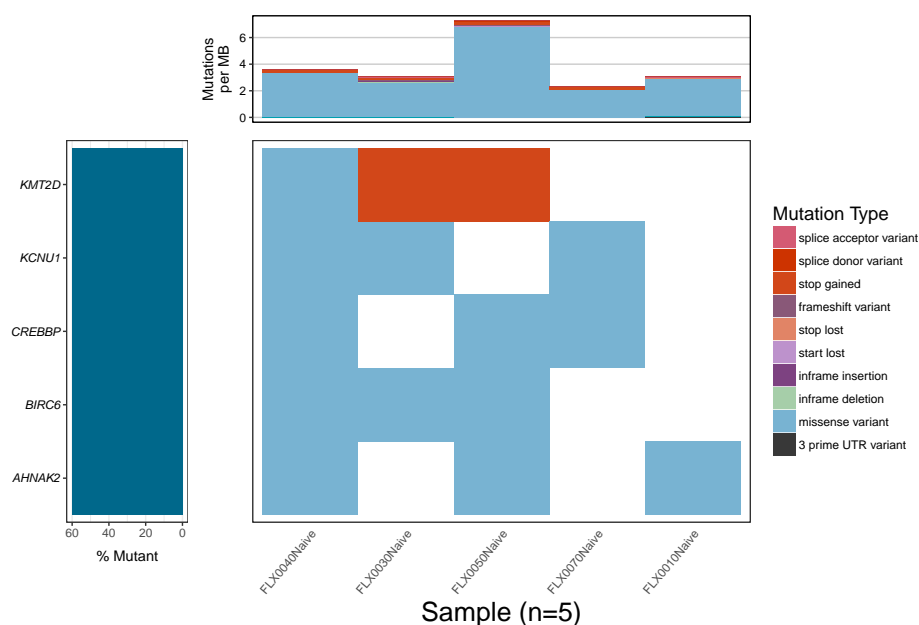 Mutations
per MB
6
4
2
0
KMT2D
KCNU1
CREBBP
BIRC6
AHNAK2
60
40
20
0
% Mutant
FLX0040Naive
FLX0030Naive
FLX0050Naive
FLX0070Naive
FLX0010Naive
Sample (n=5)
Mutation Type
splice acceptor variant
splice donor variant
stop gained
frameshift variant
stop lost
start lost
inframe insertion
inframe deletion
missense variant
3 prime UTR variant